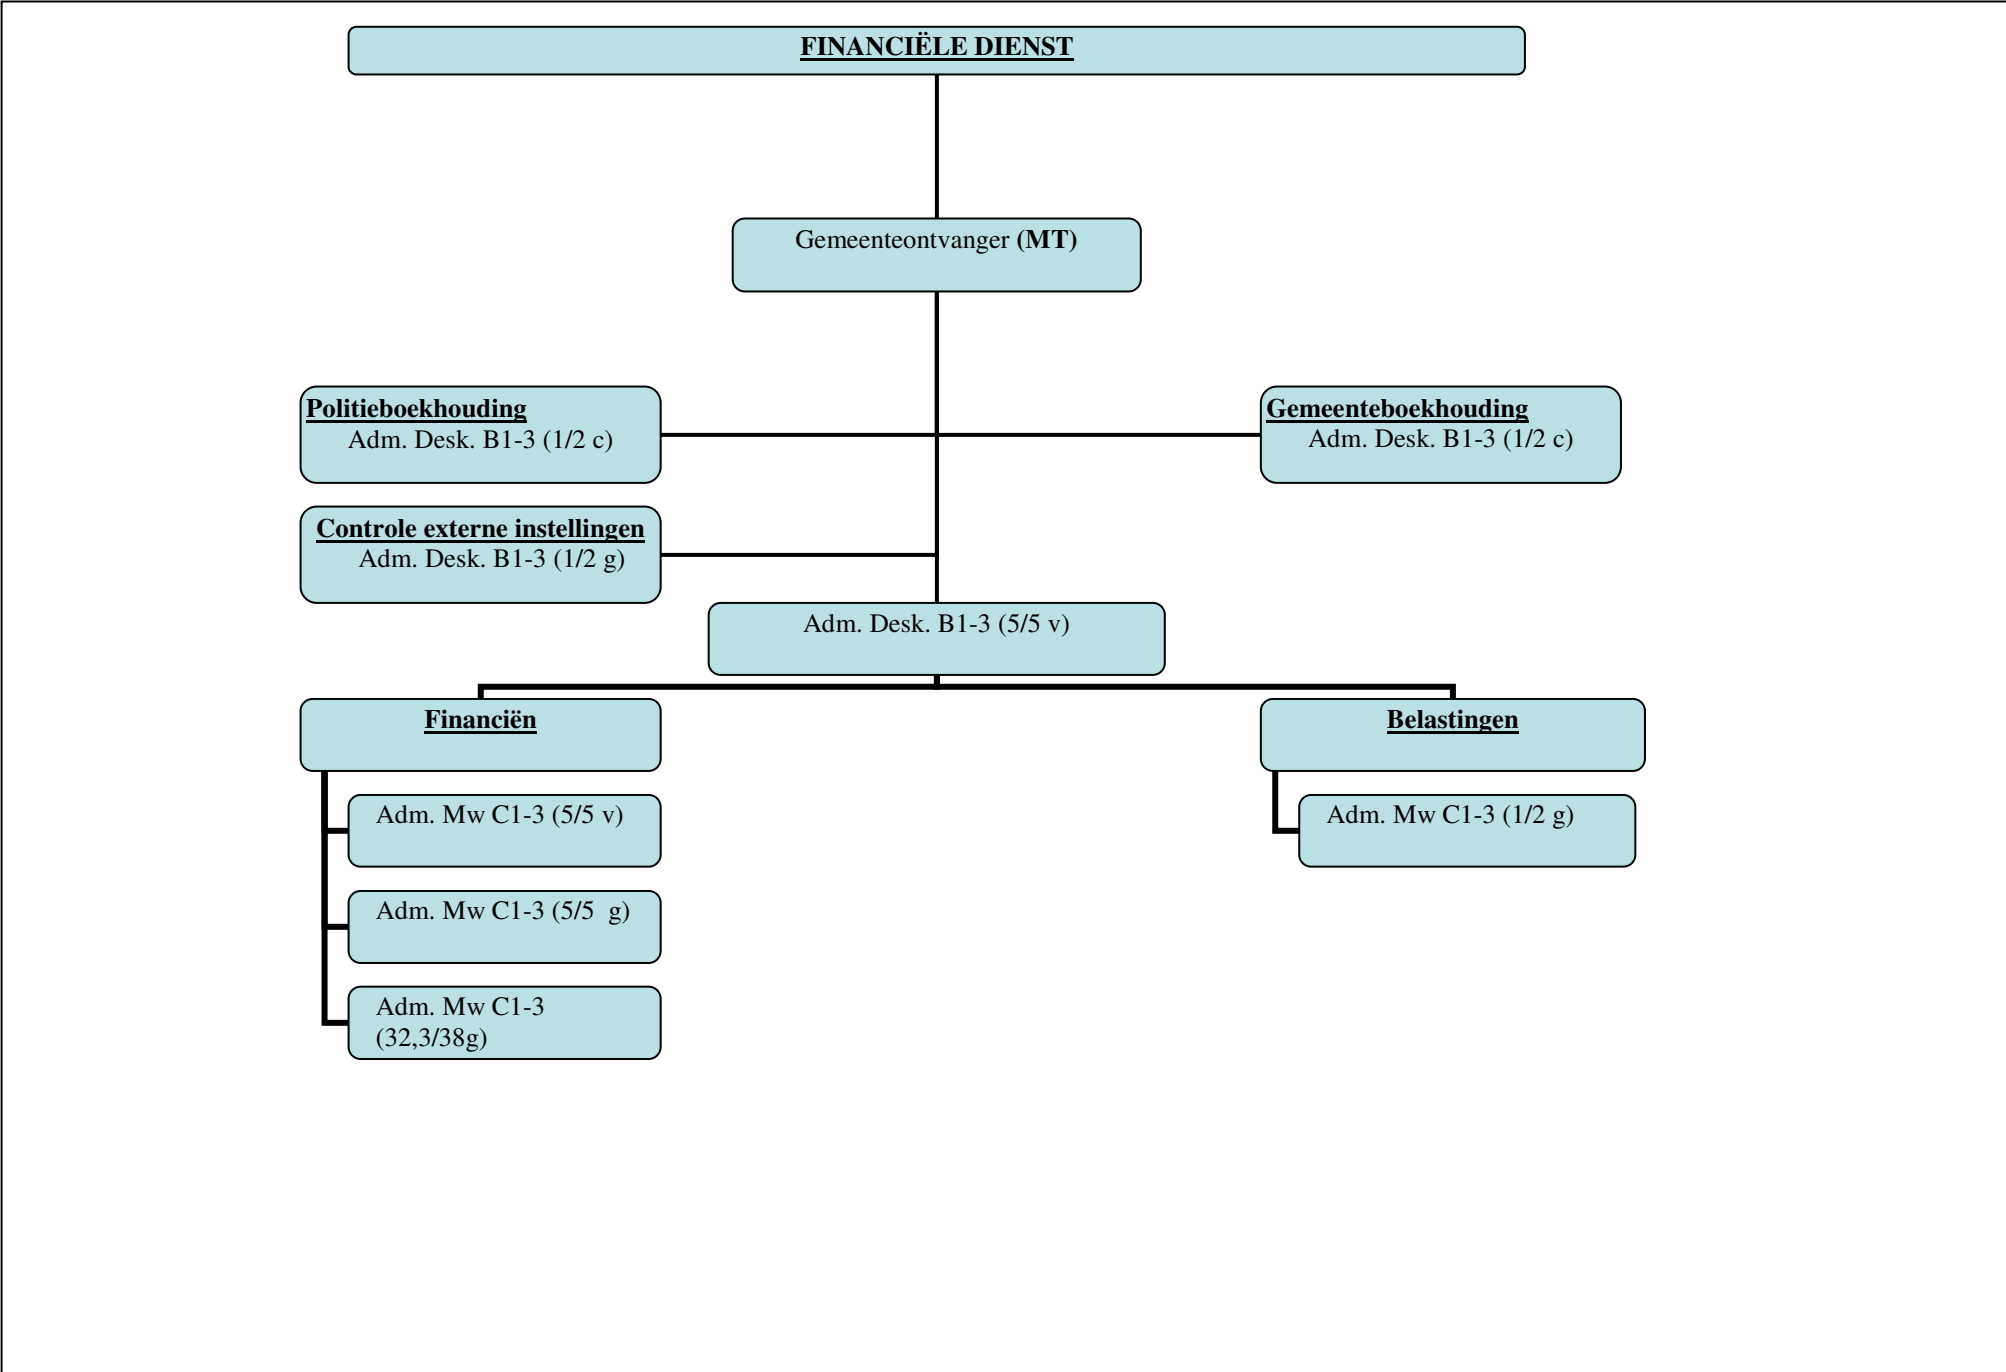 FINANCIËLE DIENST
Gemeenteontvanger (MT)
Politieboekhouding
Adm. Desk. B1-3 (1/2 c)
Gemeenteboekhouding
Adm. Desk. B1-3 (1/2 c)
Controle externe instellingen
Adm. Desk. B1-3 (1/2 g)
Adm. Desk. B1-3 (5/5 v)
Financiën
Belastingen
Adm. Mw C1-3 (5/5 v)
Adm. Mw C1-3 (1/2 g)
Adm. Mw C1-3 (5/5  g)
Adm. Mw C1-3
(32,3/38g)